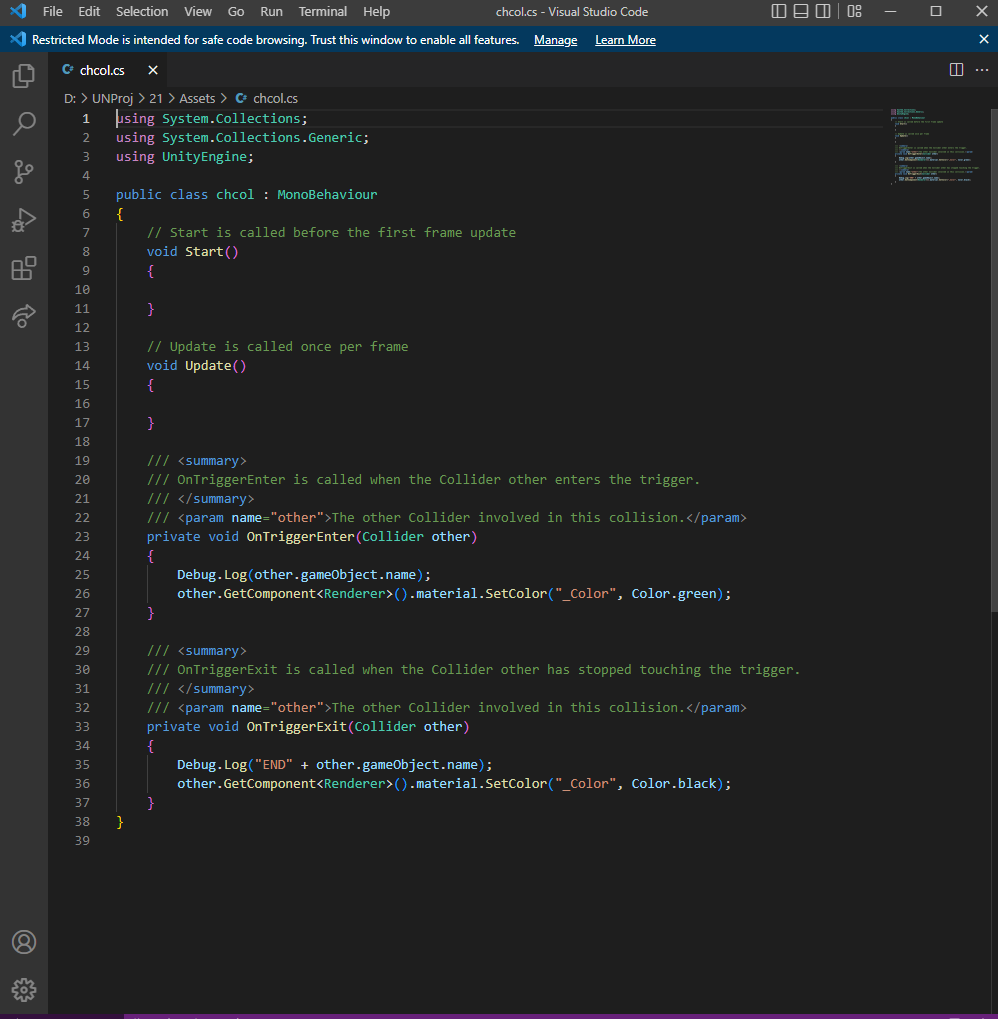 File Edit Selection View Go Run Terminal Help chcol.cs - Visual Studio Code
Restricted Mode is intended for safe code browsing. Trust this window to enable all features. Manage Learn More
chcol.cs
D: > UNProj > 21 > Assets > chcol.cs
1 using System.Collections;
2 using System.Collections.Generic;
3 using UnityEngine;
4
5 public class chcol : MonoBehaviour
6 {
7 // Start is called before the first frame update
8 void Start()
9 {
10
11 }
12
13 // Update is called once per frame
14 void Update()
15 {
16
17 }
18
19 /// <summary>
20 /// OnTriggerEnter is called when the Collider other enters the trigger.
21 /// </summary>
22 /// <param name="other">The other Collider involved in this collision.</param>
23 private void OnTriggerEnter(Collider other)
24 {
25 Debug.Log(other.gameObject.name);
26 other.GetComponent<Renderer>().material.SetColor("_Color", Color.green);
27 }
28
29 /// <summary>
30 /// OnTriggerExit is called when the Collider other has stopped touching the trigger.
31 /// </summary>
32 /// <param name="other">The other Collider involved in this collision.</param>
33 private void OnTriggerExit(Collider other)
34 {
35 Debug.Log("END" + other.gameObject.name);
36 other.GetComponent<Renderer>().material.SetColor("_Color", Color.black);
37 }
38 }
39